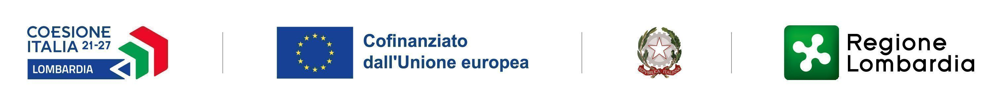 COESIONE
ITALIA 21-27
LOMBARDIA
Cofinanziato
dall'Unione europea
REPVBBLICA ITALIANA
Regione
Lombardia